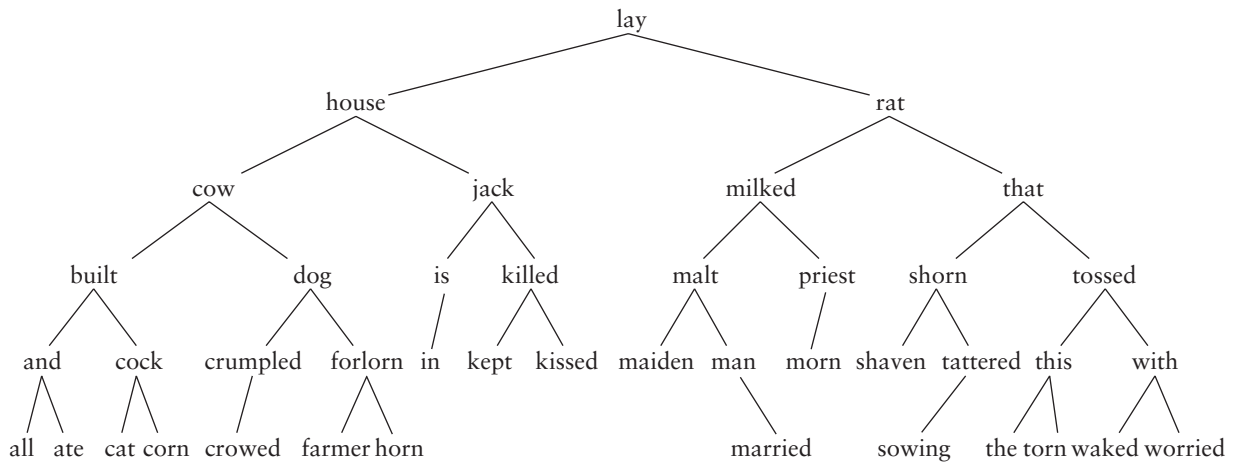 lay
house rat
cow jack milked that
built dog is killed malt priest shorn tossed
and cock crumpled forlorn in kept kissed maiden man morn shaven tattered this with
all ate cat corn crowed farmer horn married sowing the torn waked worried